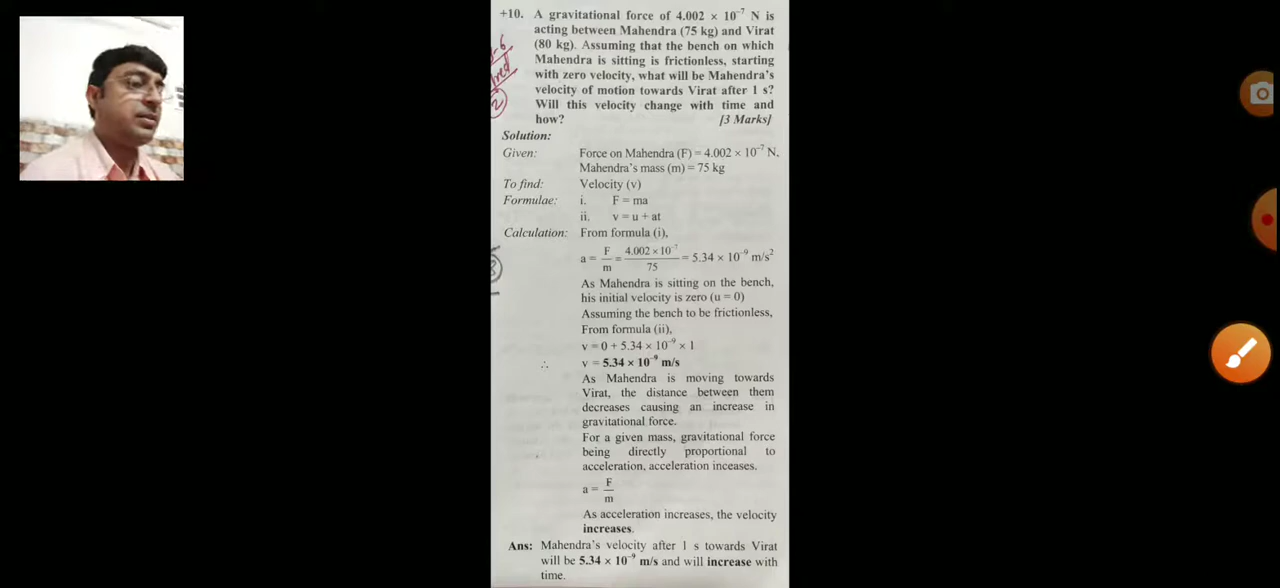 +10. A gravitational force of 4.002 × 10⁻⁷ N is
acting between Mahendra (75 kg) and Virat
(80 kg). Assuming that the bench on which
Mahendra is sitting is frictionless, starting
with zero velocity, what will be Mahendra's
velocity of motion towards Virat after 1 s?
Will this velocity change with time and
how? [3 Marks]
Solution:
Given: Force on Mahendra (F) = 4.002 × 10⁻⁷ N,
Mahendra's mass (m) = 75 kg
To find: Velocity (v)
Formulae: i. F = ma
ii. v = u + at
Calculation: From formula (i),
a = F/m = 4.002 × 10⁻⁷/75 = 5.34 × 10⁻⁹ m/s²
As Mahendra is sitting on the bench,
his initial velocity is zero (u = 0)
Assuming the bench to be frictionless,
From formula (ii),
v = 0 + 5.34 × 10⁻⁹ × 1
∴ v = 5.34 × 10⁻⁹ m/s
As Mahendra is moving towards
Virat, the distance between them
decreases causing an increase in
gravitational force.
For a given mass, gravitational force
being directly proportional to
acceleration, acceleration inceases.
a = F/m
As acceleration increases, the velocity
increases.
Ans: Mahendra's velocity after 1 s towards Virat
will be 5.34 × 10⁻⁹ m/s and will increase with
time.